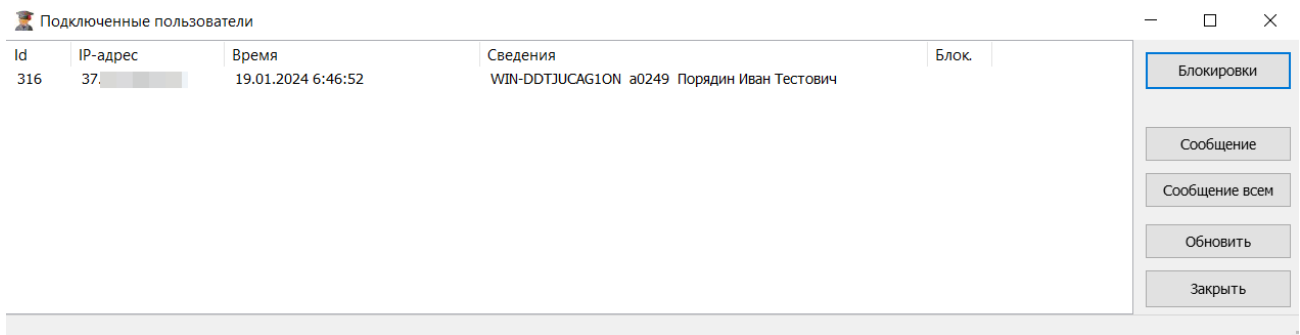 Подключенные пользователи
Id IP-адрес Время Сведения Блок.
316 37. 19.01.2024 6:46:52 WIN-DDTJUCAG1ON a0249 Порядин Иван Тестович
Блокировки
Сообщение
Сообщение всем
Обновить
Закрыть